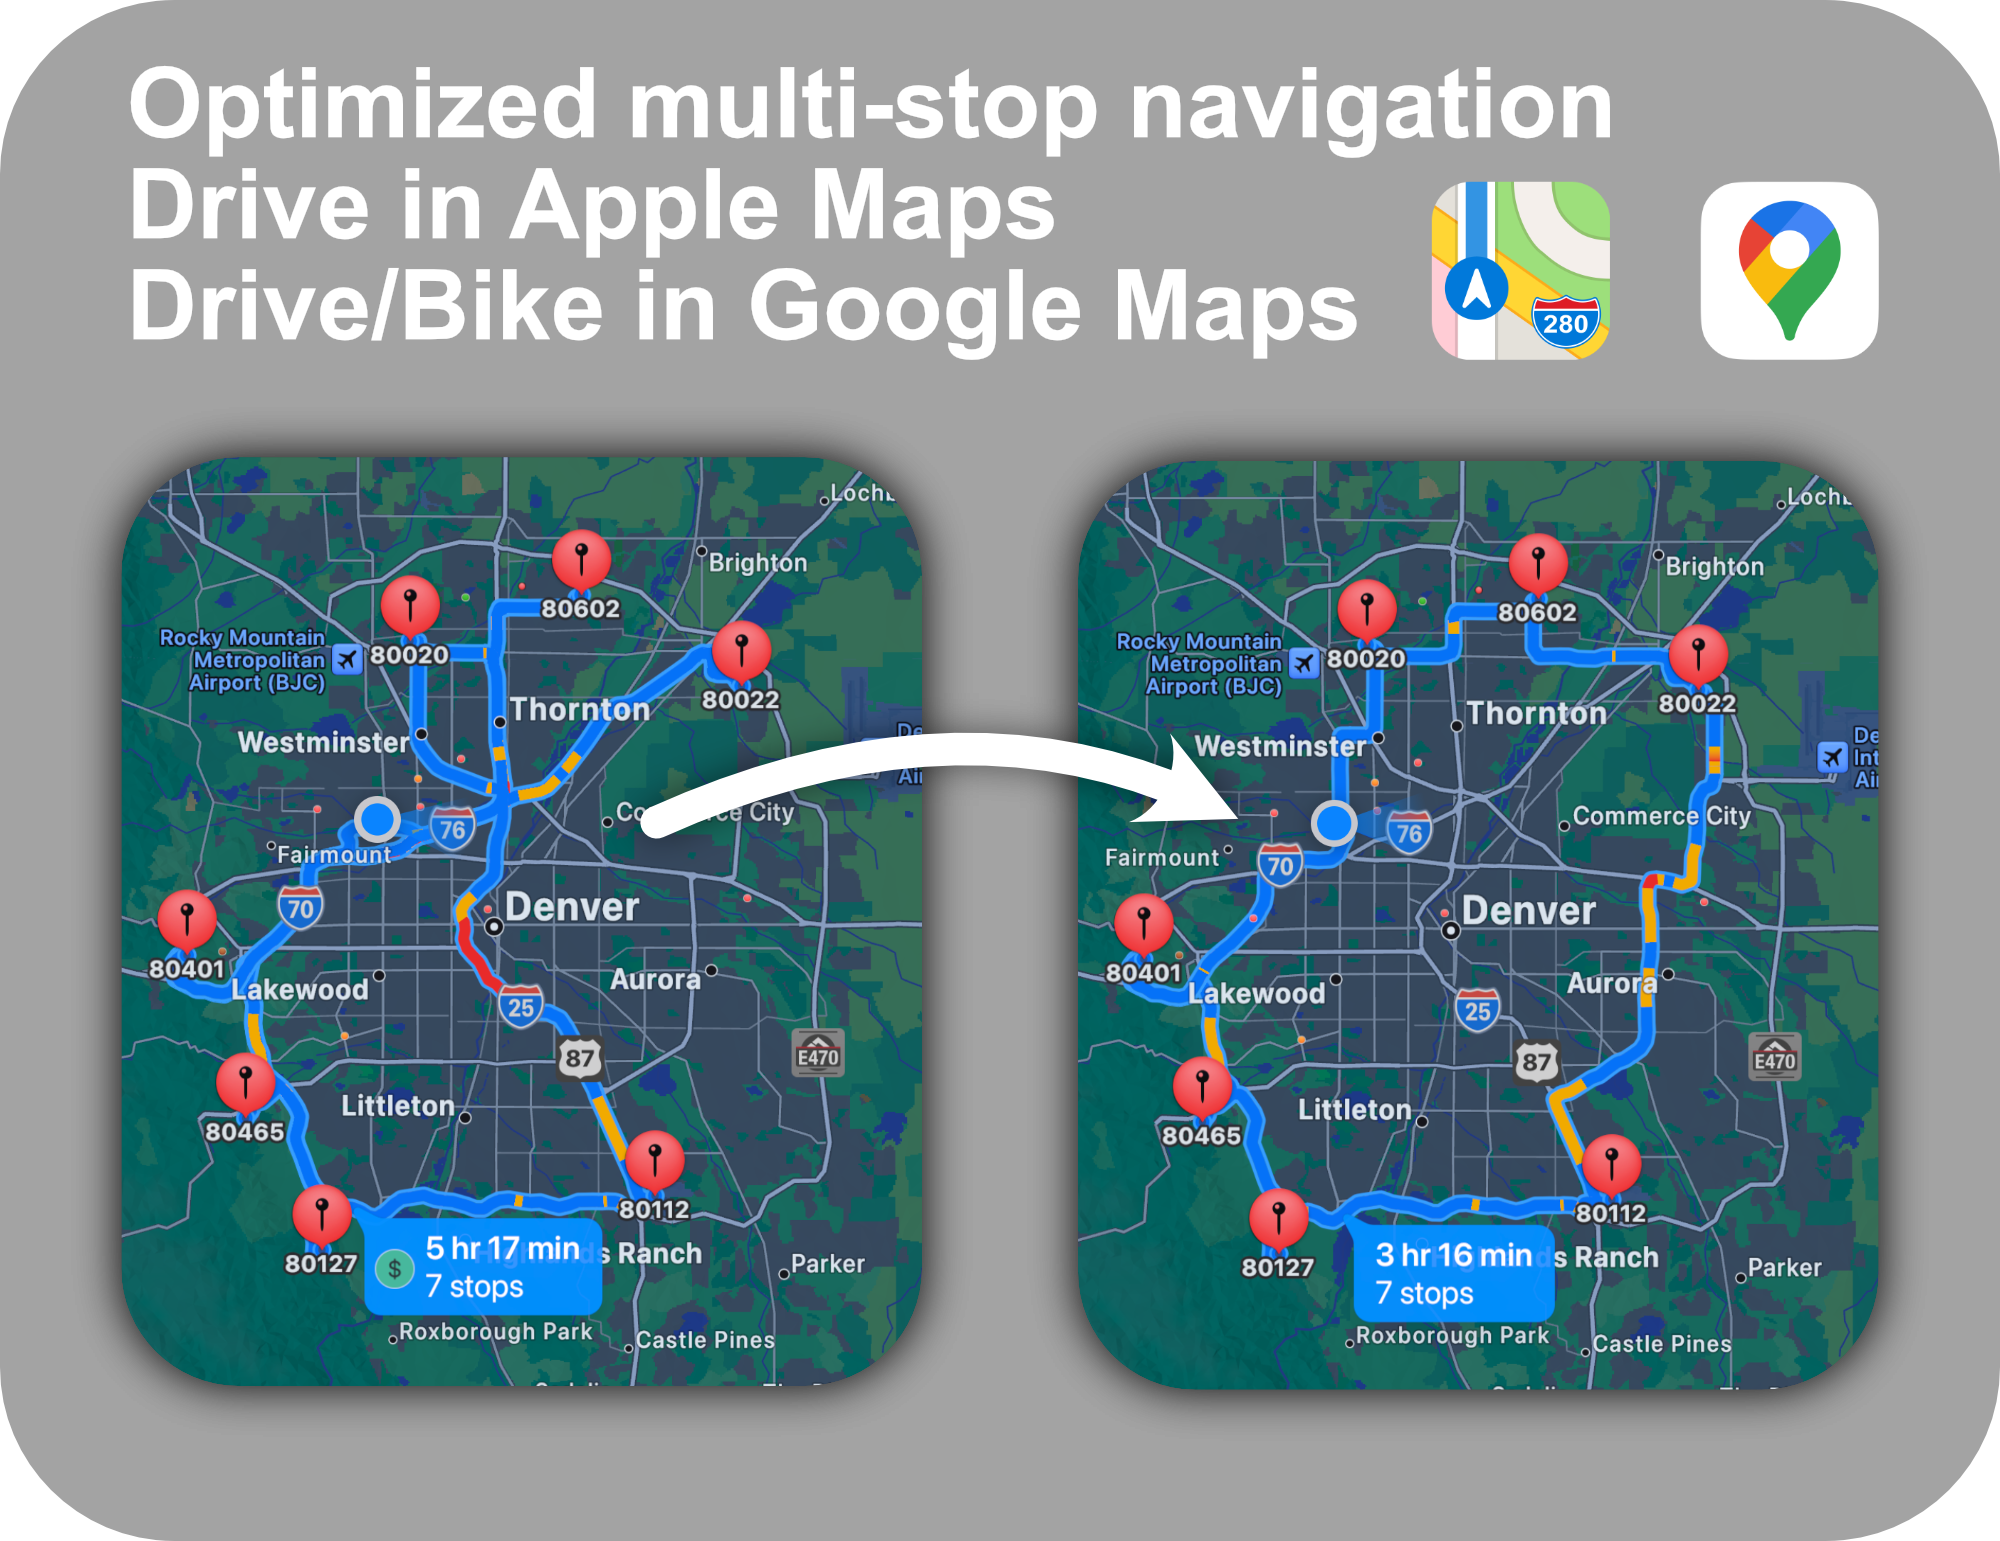 Optimized multi-stop navigation
Drive in Apple Maps
Drive/Bike in Google Maps
280
Lochb
Brighton
80602
Rocky Mountain
Metropolitan
Airport (BJC)
80020
80022
Thornton
Westminster
De
Ai
Commerce City
76
Fairmount
70
Denver
80401
Lakewood
Aurora
25
87
E470
80465
Littleton
80112
80127
5 hr 17 min
$
7 stops
Highlands Ranch
Parker
Roxborough Park
Castle Pines
Lochb
Brighton
80602
Rocky Mountain
Metropolitan
Airport (BJC)
80020
80022
Thornton
Westminster
De
Int
Air
Commerce City
76
Fairmount
70
Denver
80401
Lakewood
Aurora
25
87
E470
80465
Littleton
80112
80127
3 hr 16 min
7 stops
s Ranch
Parker
Roxborough Park
Castle Pines